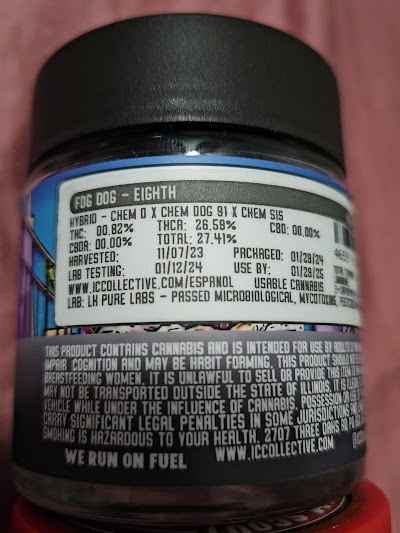 FOG DOG - EIGHTH
HYBRID - CHEM D X CHEM DOG 91 X CHEM SIS
THC: 00.82% THCA: 26.59% CBD: 00.00%
CBDA: 00.00% TOTAL: 27.41%
HARVESTED: 11/07/23 PACKAGED: 01/29/24
LAB TESTING: 01/12/24 USE BY: 01/29/25
WWW.ICCOLLECTIVE.COM/ESPANOL USABLE CANNABIS
LAB: LK PURE LABS - PASSED MICROBIOLOGICAL, MYCOTOXINS,
THIS PRODUCT CONTAINS CANNABIS AND IS INTENDED FOR USE BY ADULTS
IMPAIR COGNITION AND MAY BE HABIT FORMING. THIS PRODUCT SHOULD NOT
BREASTFEEDING WOMEN. IT IS UNLAWFUL TO SELL OR PROVIDE THIS ITEM
MAY NOT BE TRANSPORTED OUTSIDE THE STATE OF ILLINOIS. IT IS ILLEGAL
VEHICLE WHILE UNDER THE INFLUENCE OF CANNABIS. POSSESSION OR USE
CARRY SIGNIFICANT LEGAL PENALTIES IN SOME JURISDICTIONS AND
SMOKING IS HAZARDOUS TO YOUR HEALTH. 2707 THREE OAKS RD
WE RUN ON FUEL WWW.ICCOLLECTIVE.COM